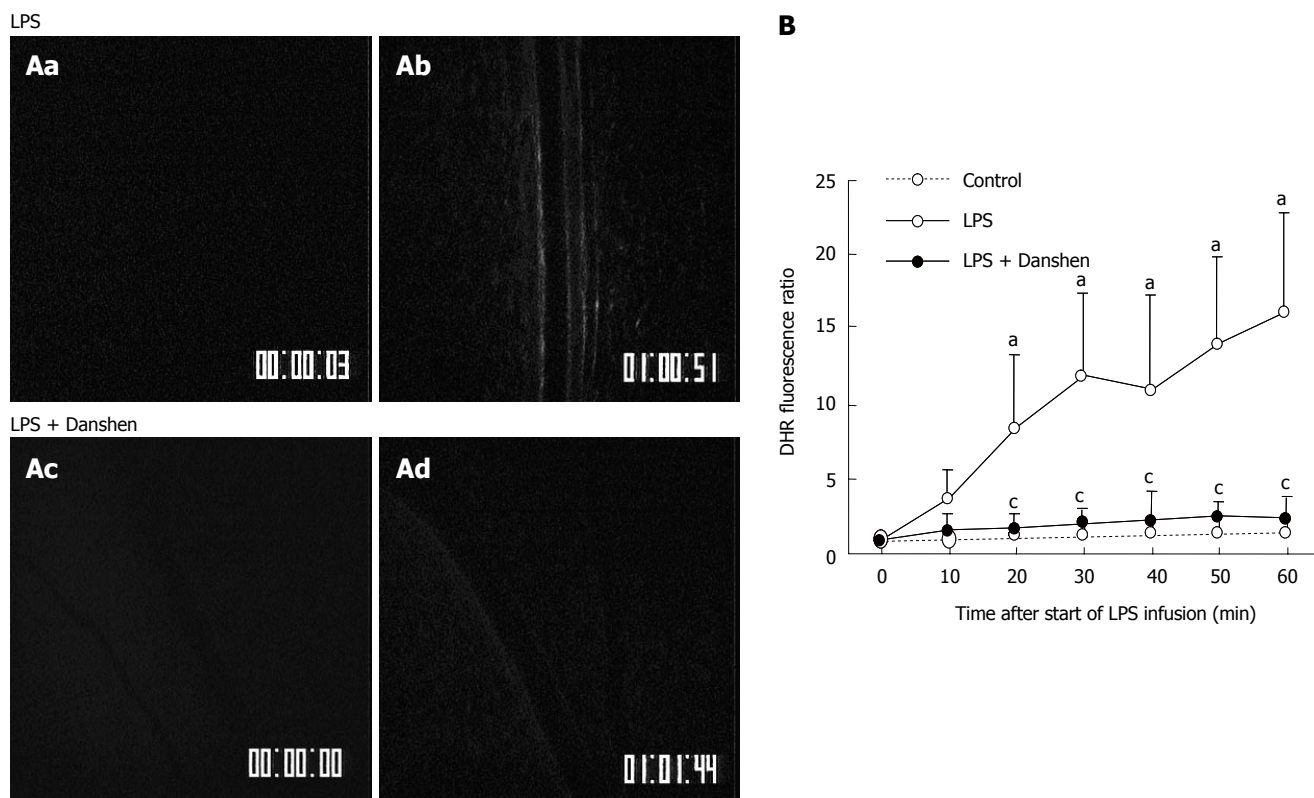 LPS
Aa
00:00:03
Ab
01:00:51
LPS + Danshen
Ac
00:00:00
Ad
01:01:44
B
Control
LPS
LPS + Danshen
DHR fluorescence ratio
25
20
15
10
5
0
a
a
a
a
a
c
c
c
c
c
0 10 20 30 40 50 60
Time after start of LPS infusion (min)